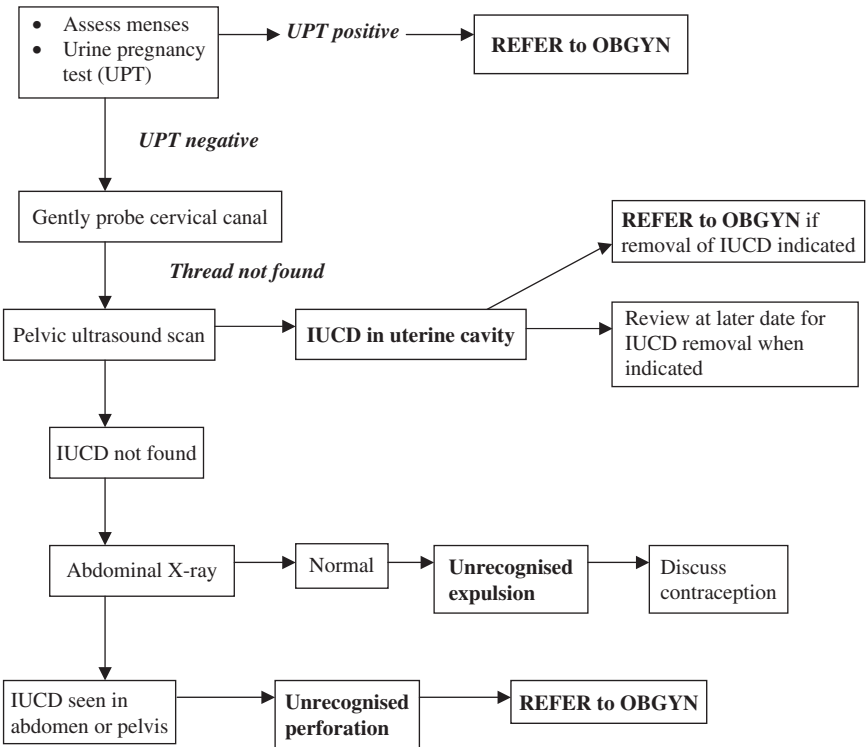 • Assess menses
• Urine pregnancy
test (UPT)
UPT positive
REFER to OBGYN
UPT negative
Gently probe cervical canal
REFER to OBGYN if
removal of IUCD indicated
Thread not found
Pelvic ultrasound scan
IUCD in uterine cavity
Review at later date for
IUCD removal when
indicated
IUCD not found
Abdominal X-ray
Normal
Unrecognised
expulsion
Discuss
contraception
IUCD seen in
abdomen or pelvis
Unrecognised
perforation
REFER to OBGYN